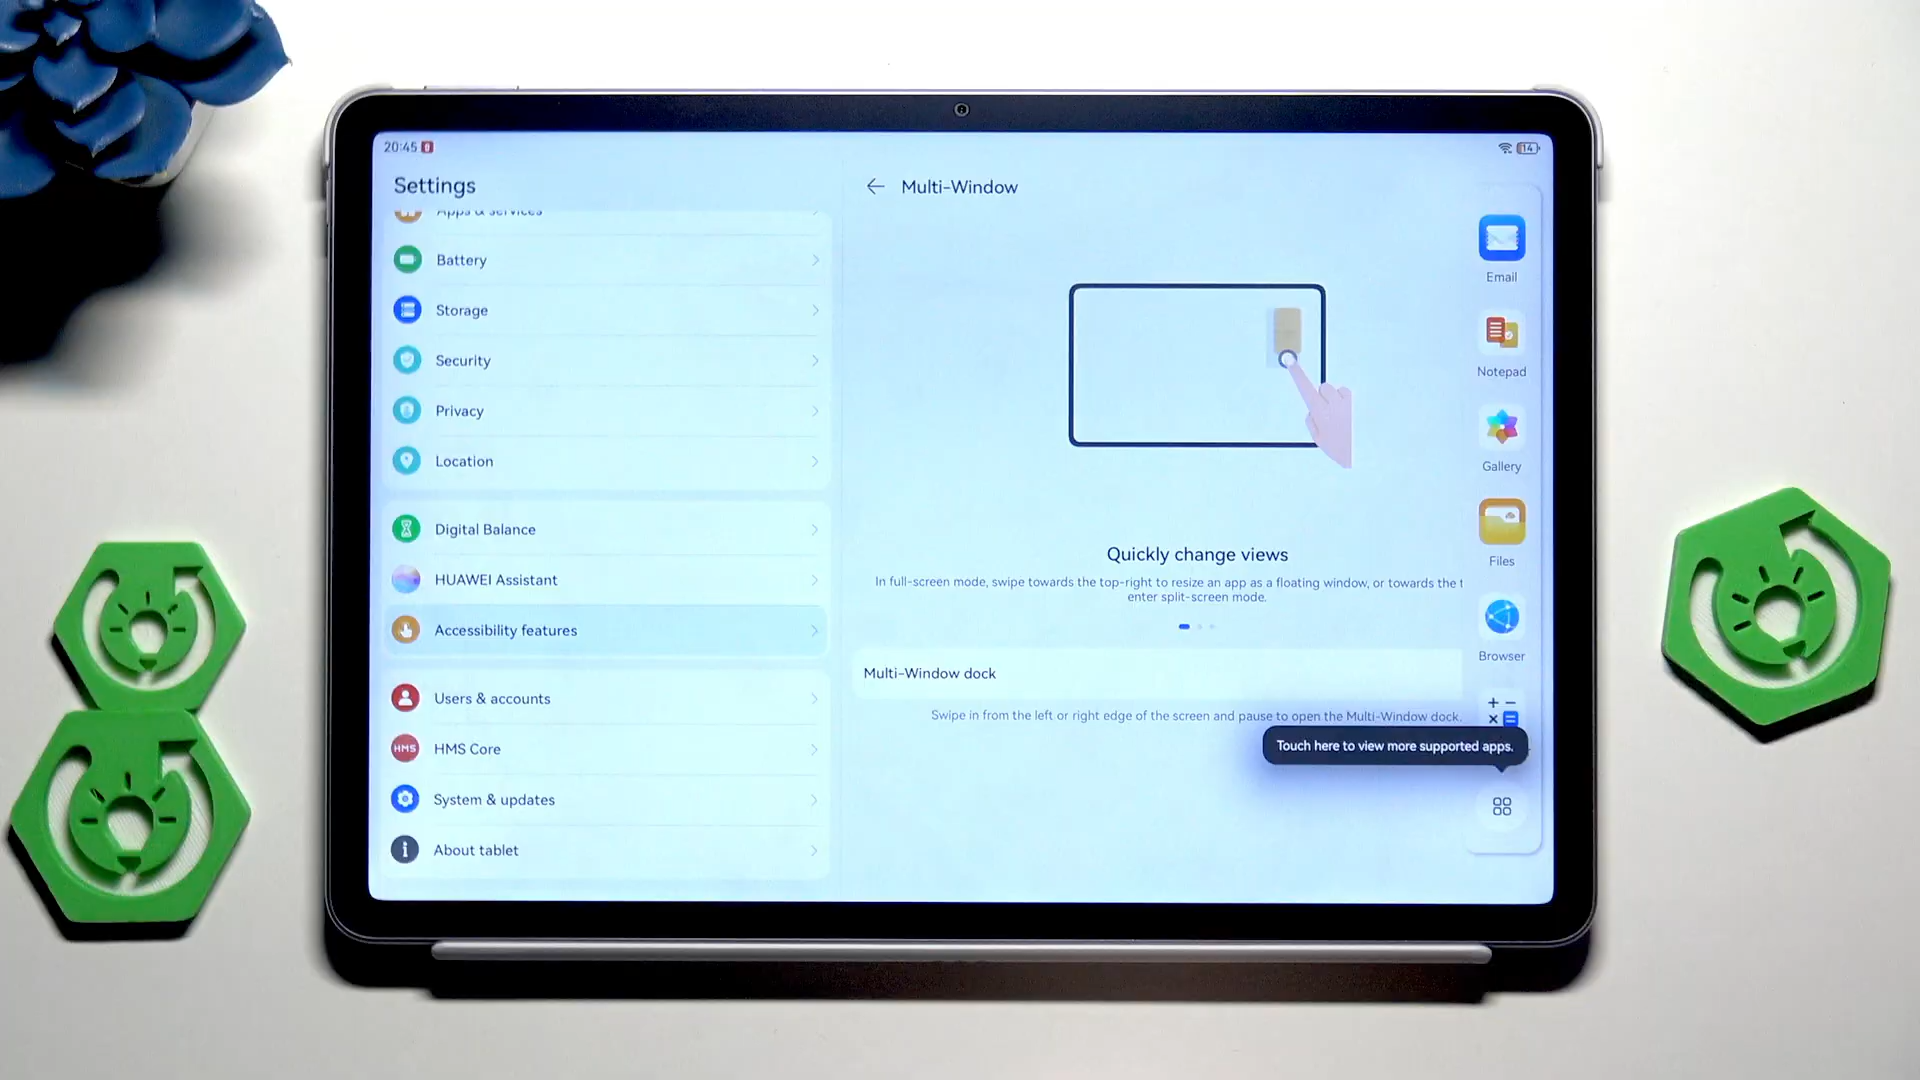 20:45
14
Settings
Multi-Window
Apps & services
Battery
Storage
Security
Privacy
Location
Digital Balance
HUAWEI Assistant
Accessibility features
Users & accounts
HMS
HMS Core
System & updates
About tablet
Quickly change views
In full-screen mode, swipe towards the top-right to resize an app as a floating window, or towards the t
enter split-screen mode.
Multi-Window dock
Swipe in from the left or right edge of the screen and pause to open the Multi-Window dock.
Email
Notepad
Gallery
Files
Browser
Touch here to view more supported apps.